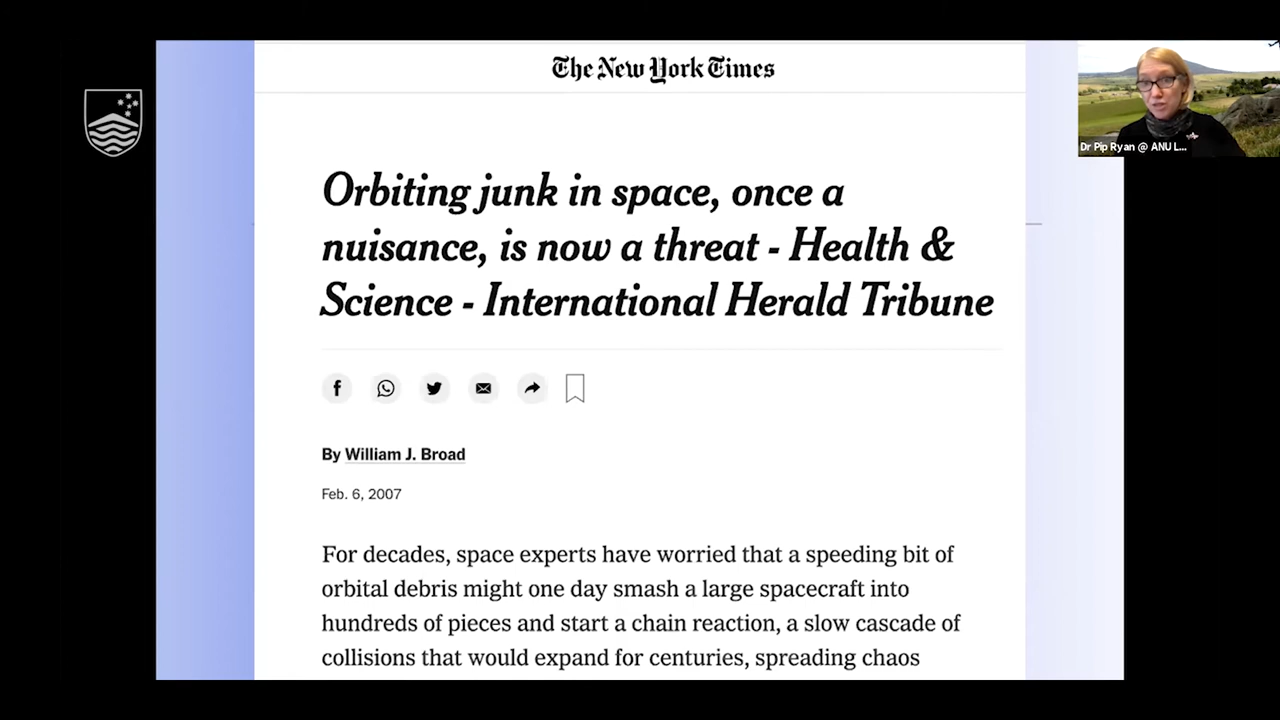 The New York Times
Dr Pip Ryan @ ANU L...
Orbiting junk in space, once a
nuisance, is now a threat - Health &
Science - International Herald Tribune
By William J. Broad
Feb. 6, 2007
For decades, space experts have worried that a speeding bit of
orbital debris might one day smash a large spacecraft into
hundreds of pieces and start a chain reaction, a slow cascade of
collisions that would expand for centuries, spreading chaos